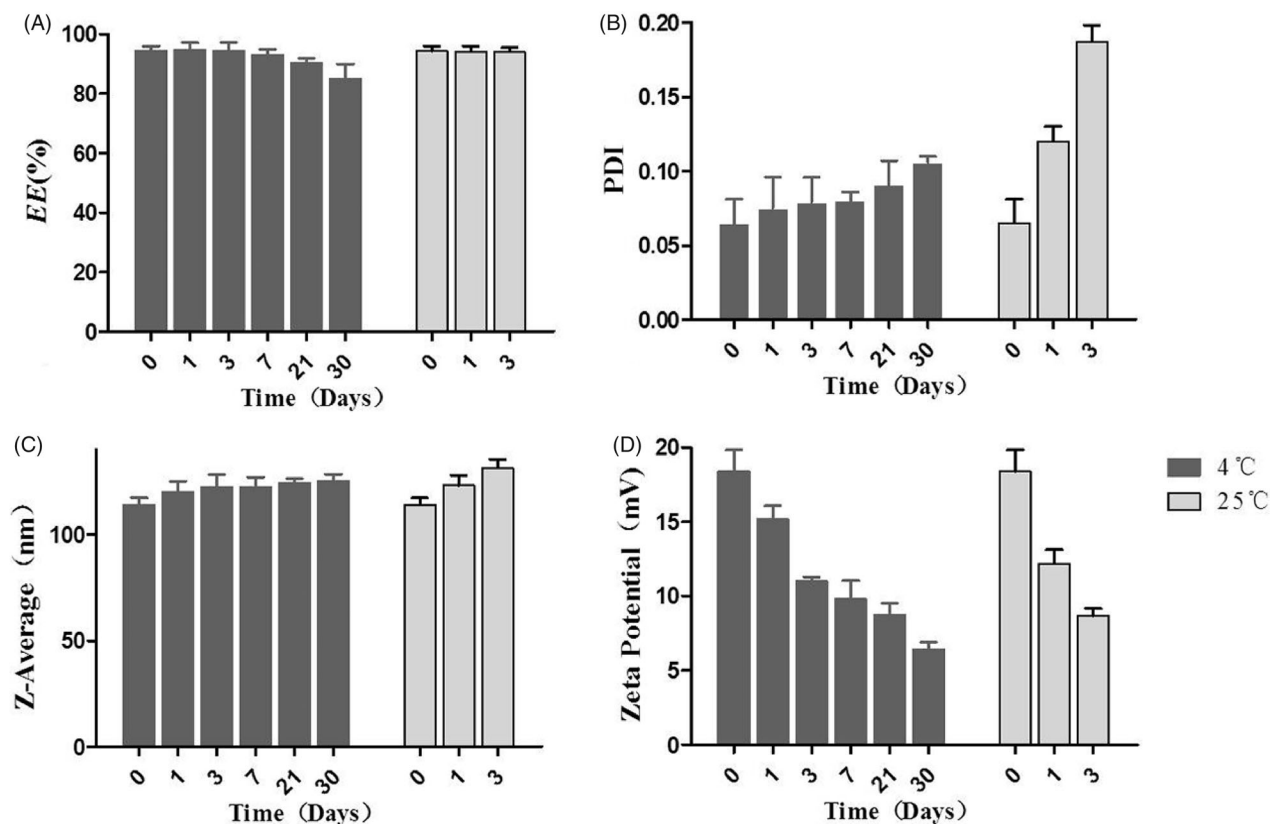 (A)
EE(%)
100
80
60
40
20
0
0 1 3 7 21 30 0 1 3
Time (Days)
(B)
PDI
0.20
0.15
0.10
0.05
0.00
0 1 3 7 21 30 0 1 3
Time (Days)
(C)
Z-Average (nm)
100
50
0
0 1 3 7 21 30 0 1 3
Time (Days)
(D)
Zeta Potential (mV)
20
15
10
5
0
0 1 3 7 21 30 0 1 3
Time (Days)
4℃
25℃